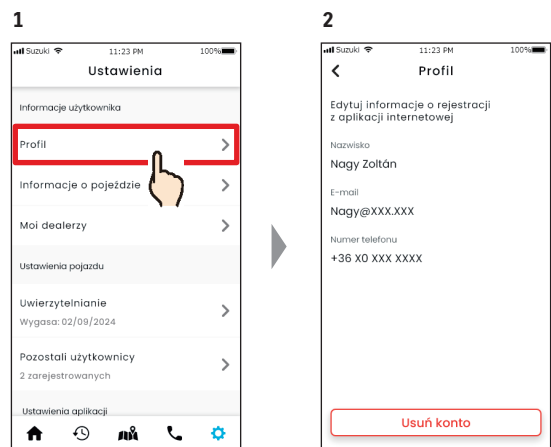 1
Suzuki 11:23 PM 100%
Ustawienia
Informacje użytkownika
Profil
Informacje o pojeździe
Moi dealerzy
Ustawienia pojazdu
Uwierzytelnianie
Wygasa: 02/09/2024
Pozostali użytkownicy
2 zarejestrowanych
Ustawienia aplikacji
2
Suzuki 11:23 PM 100%
Profil
Edytuj informacje o rejestracji
z aplikacji internetowej
Nazwisko
Nagy Zoltán
E-mail
Nagy@XXX.XXX
Numer telefonu
+36 X0 XXX XXXX
Usuń konto